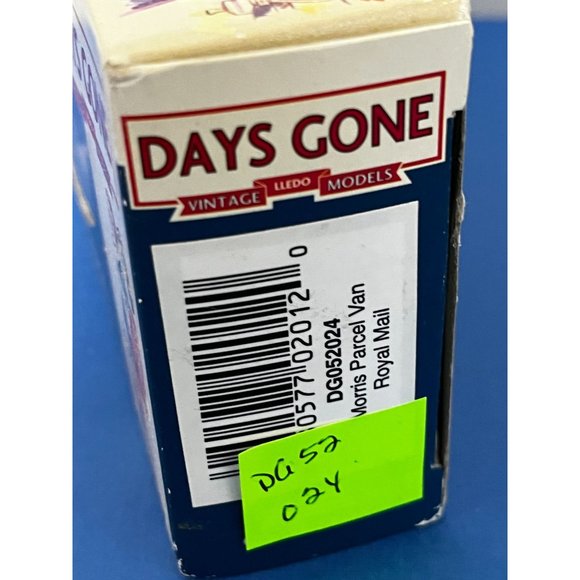 DAYS GONE
VINTAGE LLEDO MODELS
0577 02012 0
DG052024
Morris Parcel Van
Royal Mail
DG 52
024